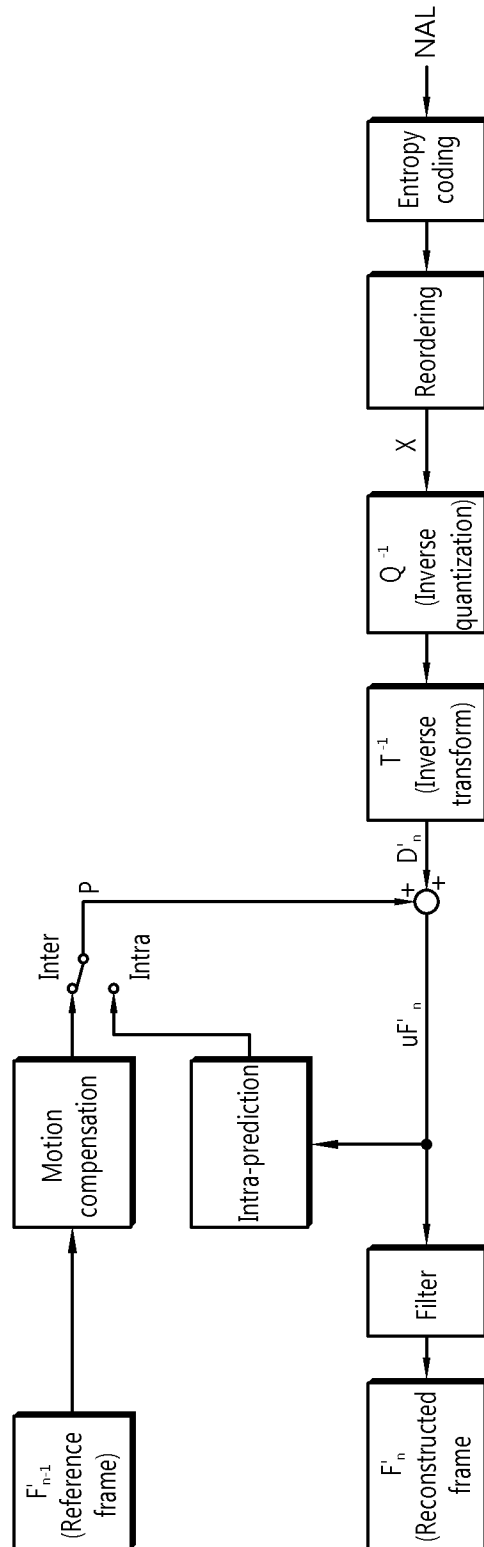 F'n-1
(Reference
frame)
Motion
compensation
Inter
P
Intra
Intra-prediction
F'n
(Reconstructed
frame
Filter
uF'n
+
+
D'n
T-1
(Inverse
transform)
Q-1
(Inverse
quantization)
X
Reordering
Entropy
coding
NAL